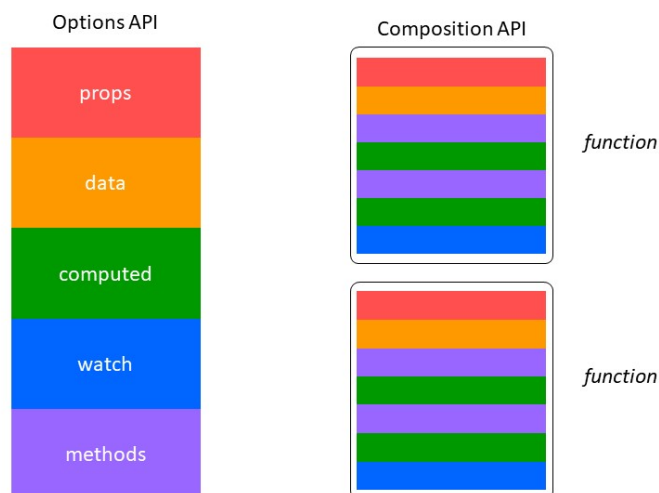 Options API
props
data
computed
watch
methods
Composition API
function
function